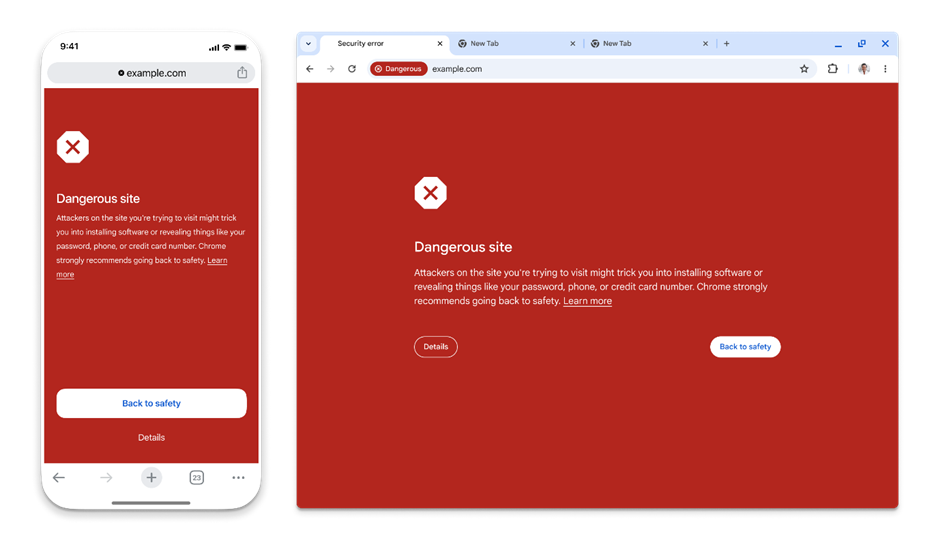 9:41
example.com
Dangerous site
Attackers on the site you're trying to visit might trick
you into installing software or revealing things like your
password, phone, or credit card number. Chrome
strongly recommends going back to safety. Learn
more
Back to safety
Details
23
Security error
New Tab
New Tab
Dangerous
example.com
Dangerous site
Attackers on the site you're trying to visit might trick you into installing software or
revealing things like your password, phone, or credit card number. Chrome strongly
recommends going back to safety. Learn more
Details
Back to safety